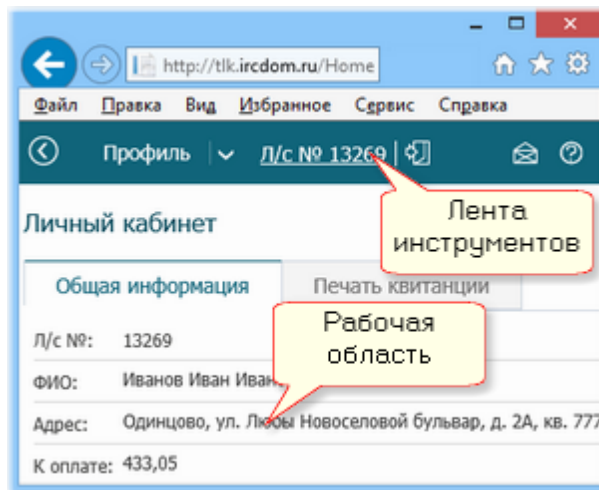 http://tlk.ircdom.ru/Home
Файл Правка Вид Избранное Сервис Справка
Профиль Л/с № 13269
Лента
инструментов
Личный кабинет
Общая информация Печать квитанции
Рабочая
область
Л/с №: 13269
ФИО: Иванов Иван
Адрес: Одинцово, ул. Любы Новоселовой бульвар, д. 2А, кв. 777
К оплате: 433,05